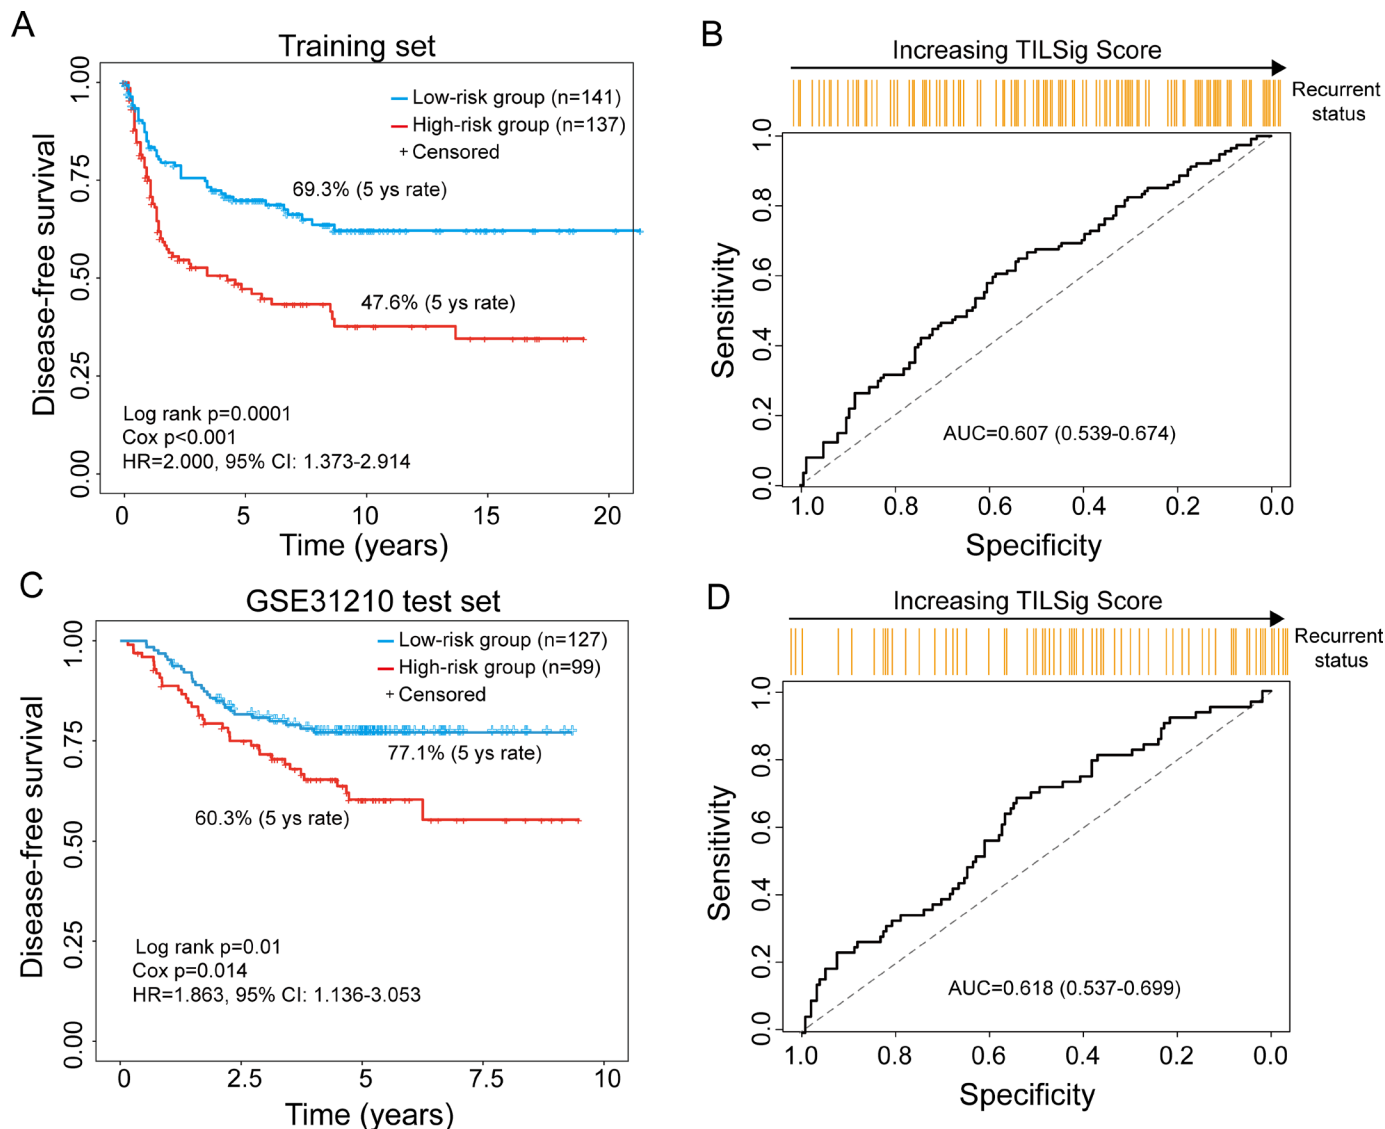 A
Training set
Disease-free survival
1.00
0.75
0.50
0.25
0.00
Low-risk group (n=141)
High-risk group (n=137)
+ Censored
69.3% (5 ys rate)
47.6% (5 ys rate)
Log rank p=0.0001
Cox p<0.001
HR=2.000, 95% CI: 1.373-2.914
0 5 10 15 20
Time (years)
B
Increasing TILSig Score
Recurrent
status
Sensitivity
1.0
0.8
0.6
0.4
0.2
0.0
AUC=0.607 (0.539-0.674)
1.0 0.8 0.6 0.4 0.2 0.0
Specificity
C
GSE31210 test set
Disease-free survival
1.00
0.75
0.50
0.25
0.00
Low-risk group (n=127)
High-risk group (n=99)
+ Censored
77.1% (5 ys rate)
60.3% (5 ys rate)
Log rank p=0.01
Cox p=0.014
HR=1.863, 95% CI: 1.136-3.053
0 2.5 5 7.5 10
Time (years)
D
Increasing TILSig Score
Recurrent
status
Sensitivity
1.0
0.8
0.6
0.4
0.2
0.0
AUC=0.618 (0.537-0.699)
1.0 0.8 0.6 0.4 0.2 0.0
Specificity